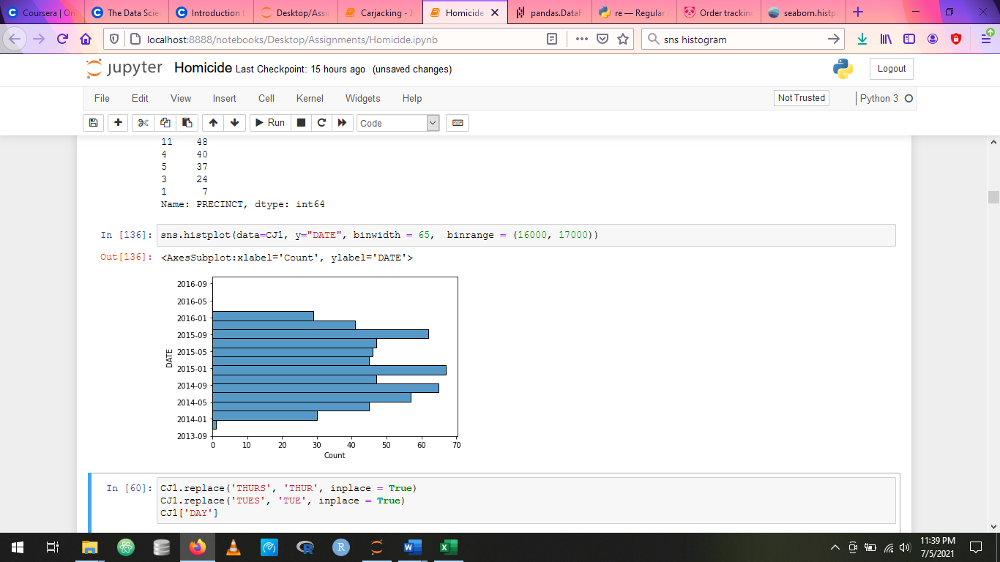 Coursera | Onl
The Data Scien
Introduction t
Desktop/Assig
Carjacking - J
Homicide
pandas.DataF
re — Regular
Order tracking
seaborn.histpl
localhost:8888/notebooks/Desktop/Assignments/Homicide.ipynb
sns histogram
jupyter Homicide Last Checkpoint: 15 hours ago (unsaved changes)
Logout
File Edit View Insert Cell Kernel Widgets Help
Not Trusted
Python 3
Run
Code
11 48
4 40
5 37
3 24
1 7
Name: PRECINCT, dtype: int64
In [136]: sns.histplot(data=CJ1, y="DATE", binwidth = 65, binrange = (16000, 17000))
Out[136]: <AxesSubplot:xlabel='Count', ylabel='DATE'>
2016-09
2016-05
2016-01
2015-09
2015-05
2015-01
2014-09
2014-05
2014-01
2013-09
DATE
0 10 20 30 40 50 60 70
Count
In [60]: CJ1.replace('THURS', 'THUR', inplace = True)
CJ1.replace('TUES', 'TUE', inplace = True)
CJ1['DAY']
11:39 PM
7/5/2021